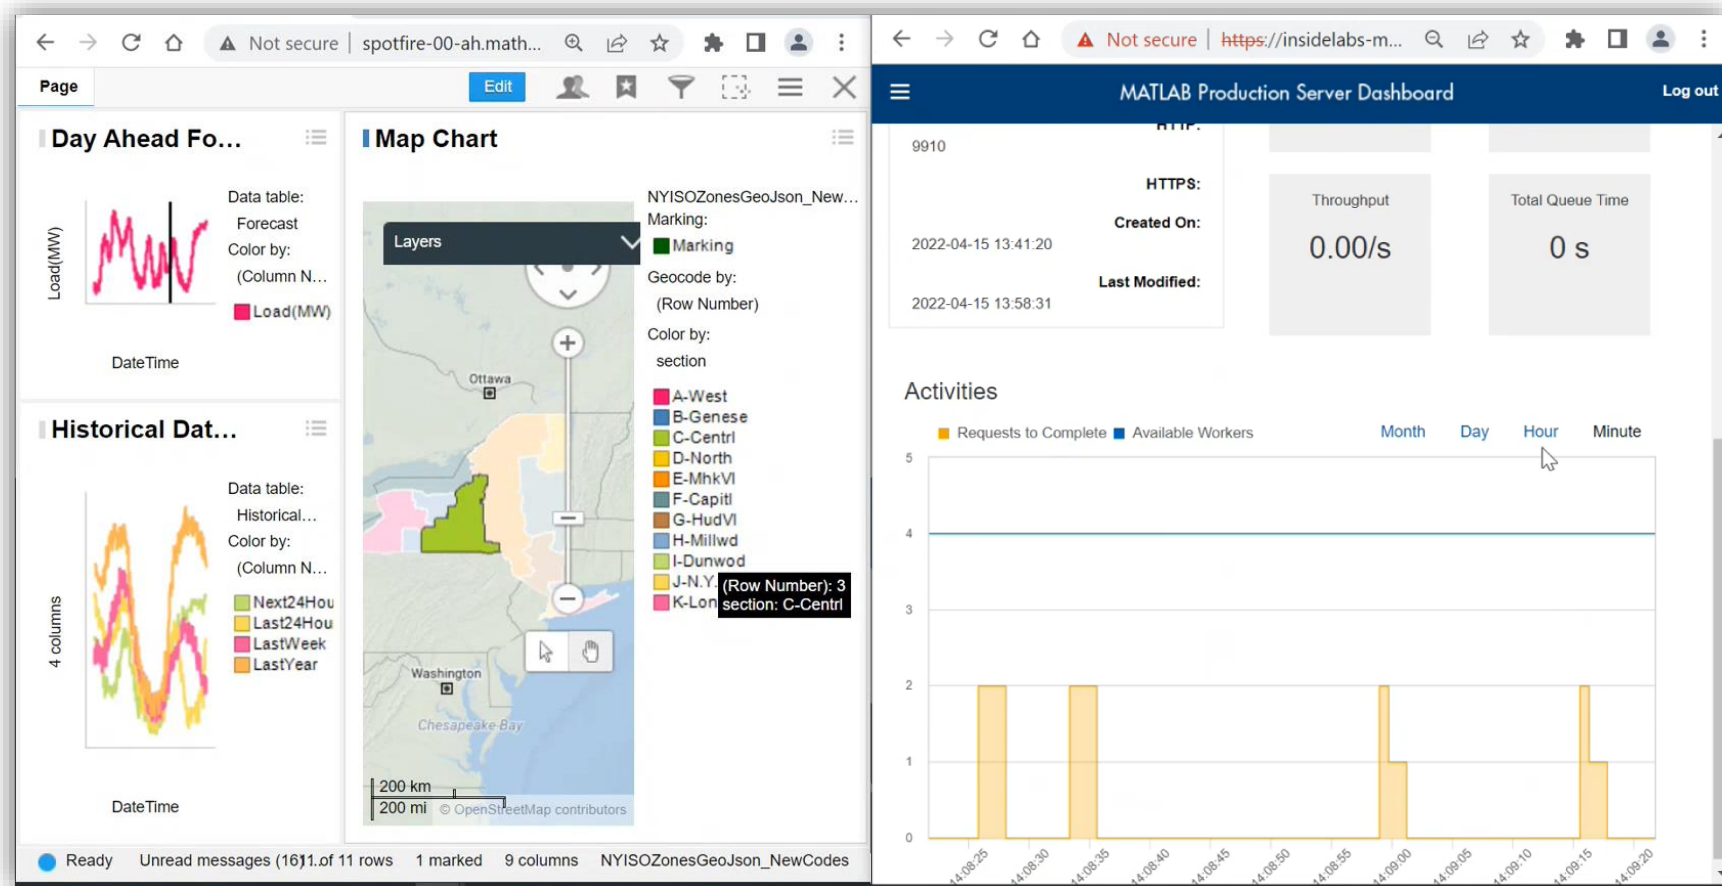 Not secure
spotfire-00-ah.math...
Page
Edit
Day Ahead Fo...
Load(MW)
DateTime
Data table:
Forecast
Color by:
(Column N...
Load(MW)
Historical Dat...
4 columns
DateTime
Data table:
Historical...
Color by:
(Column N...
Next24Hou
Last24Hou
LastWeek
LastYear
Map Chart
Layers
Ottawa
Washington
Chesapeake Bay
200 km
200 mi
© OpenStreetMap contributors
NYISOZonesGeoJson_New...
Marking:
Marking
Geocode by:
(Row Number)
Color by:
section
A-West
B-Genese
C-Centrl
D-North
E-MhkVl
F-Capitl
G-HudVl
H-Millwd
I-Dunwod
J-N.Y.
K-Lon
(Row Number): 3
section: C-Centrl
Ready
Unread messages (16)
11 of 11 rows
1 marked
9 columns
NYISOZonesGeoJson_NewCodes
Not secure
https://insidelabs-m...
MATLAB Production Server Dashboard
Log out
HTTP:
9910
HTTPS:
Created On:
2022-04-15 13:41:20
Last Modified:
2022-04-15 13:58:31
Throughput
0.00/s
Total Queue Time
0 s
Activities
Requests to Complete
Available Workers
Month
Day
Hour
Minute
5
4
3
2
1
0
14:08:25
14:08:30
14:08:35
14:08:40
14:08:45
14:08:50
14:08:55
14:09:00
14:09:05
14:09:10
14:09:15
14:09:20